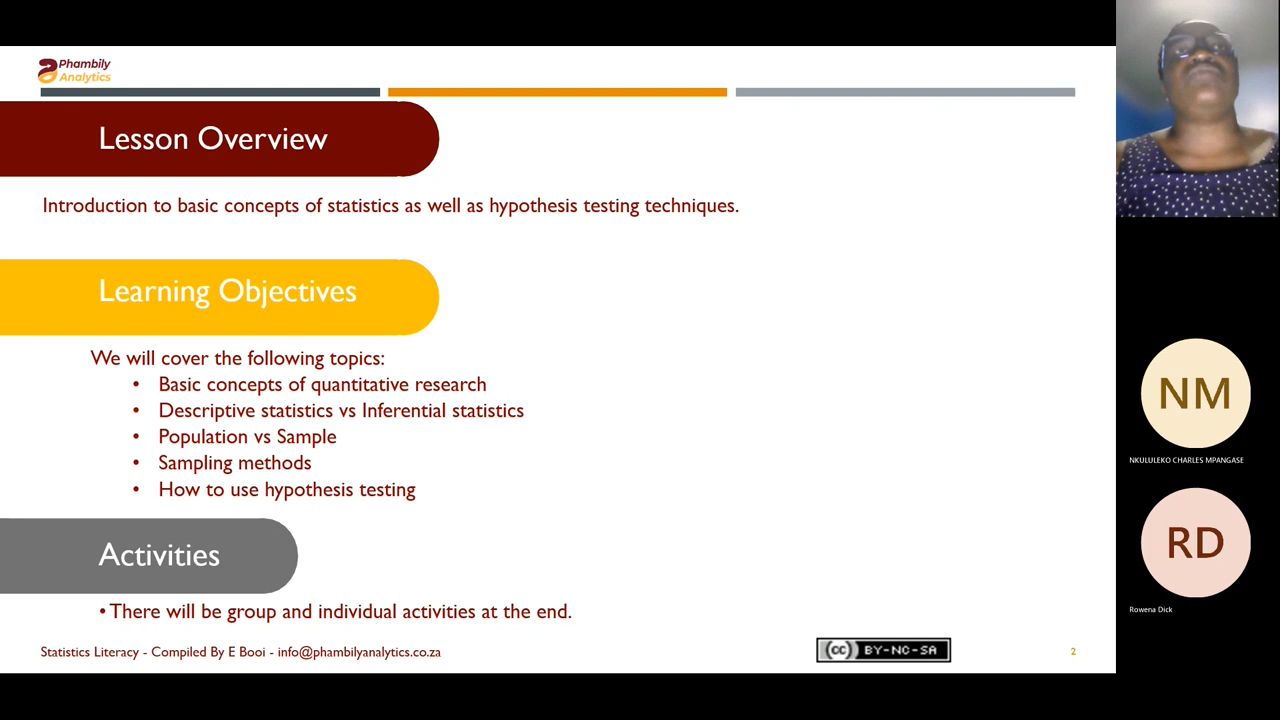 Phambily
Analytics
Lesson Overview
Introduction to basic concepts of statistics as well as hypothesis testing techniques.
Learning Objectives
We will cover the following topics:
• Basic concepts of quantitative research
• Descriptive statistics vs Inferential statistics
• Population vs Sample
• Sampling methods
• How to use hypothesis testing
Activities
• There will be group and individual activities at the end.
Statistics Literacy - Compiled By E Booi - info@phambilyanalytics.co.za
cc BY-NC-SA
2
NM
NKULULEKO CHARLES MPANGASE
RD
Rowena Dick